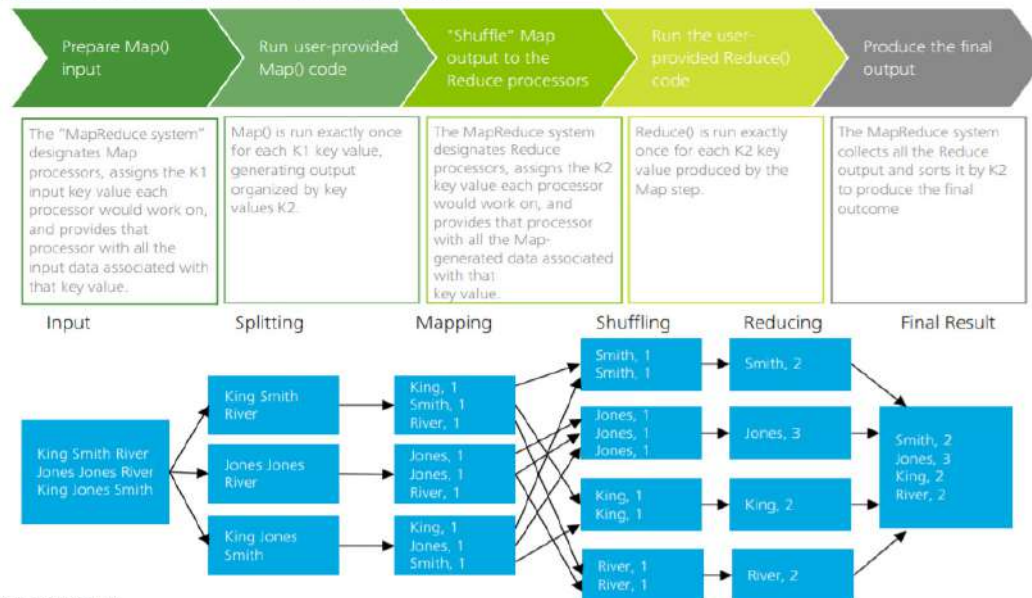 Prepare Map()
input
Run user-provided
Map() code
"Shuffle" Map
output to the
Reduce processors
Run the user-
provided Reduce()
code
Produce the final
output
The "MapReduce system"
designates Map
processors, assigns the K1
input key value each
processor would work on,
and provides that
processor with all the
input data associated with
that key value.
Map() is run exactly once
for each K1 key value,
generating output
organized by key
values K2.
The MapReduce system
designates Reduce
processors, assigns the K2
key value each processor
would work on, and
provides that processor
with all the Map-
generated data associated
with that
key value.
Reduce() is run exactly
once for each K2 key
value produced by the
Map step.
The MapReduce system
collects all the Reduce
output and sorts it by K2
to produce the final
outcome
Input
Splitting
Mapping
Shuffling
Reducing
Final Result
King Smith River
Jones Jones River
King Jones Smith
King Smith
River
Jones Jones
River
King Jones
Smith
King, 1
Smith, 1
River, 1
Jones, 1
Jones, 1
River, 1
King, 1
Jones, 1
Smith, 1
Smith, 1
Smith, 1
Jones, 1
Jones, 1
Jones, 1
King, 1
King, 1
River, 1
River, 1
Smith, 2
Jones, 3
King, 2
River, 2
Smith, 2
Jones, 3
King, 2
River, 2